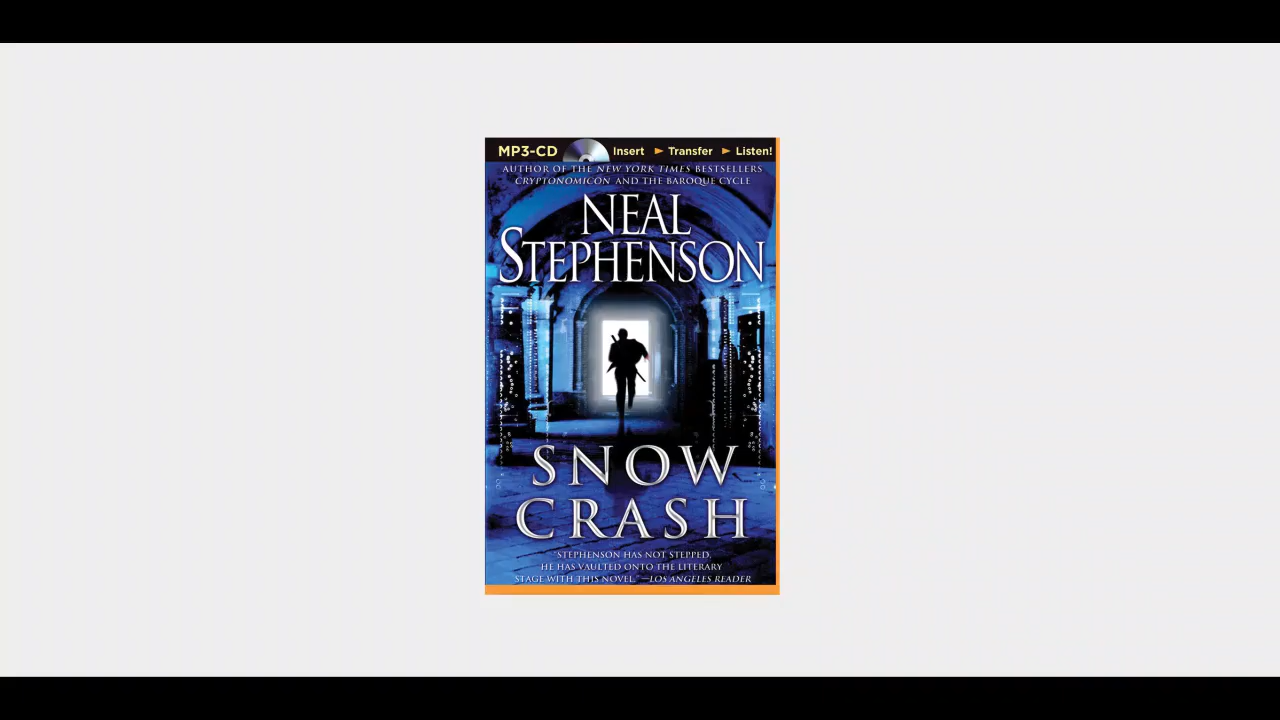 MP3-CD Insert Transfer Listen!
AUTHOR OF THE NEW YORK TIMES BESTSELLERS
CRYPTONOMICON AND THE BAROQUE CYCLE
NEAL
STEPHENSON
SNOW
CRASH
"STEPHENSON HAS NOT STEPPED,
HE HAS VAULTED ONTO THE LITERARY
STAGE WITH THIS NOVEL." —LOS ANGELES READER